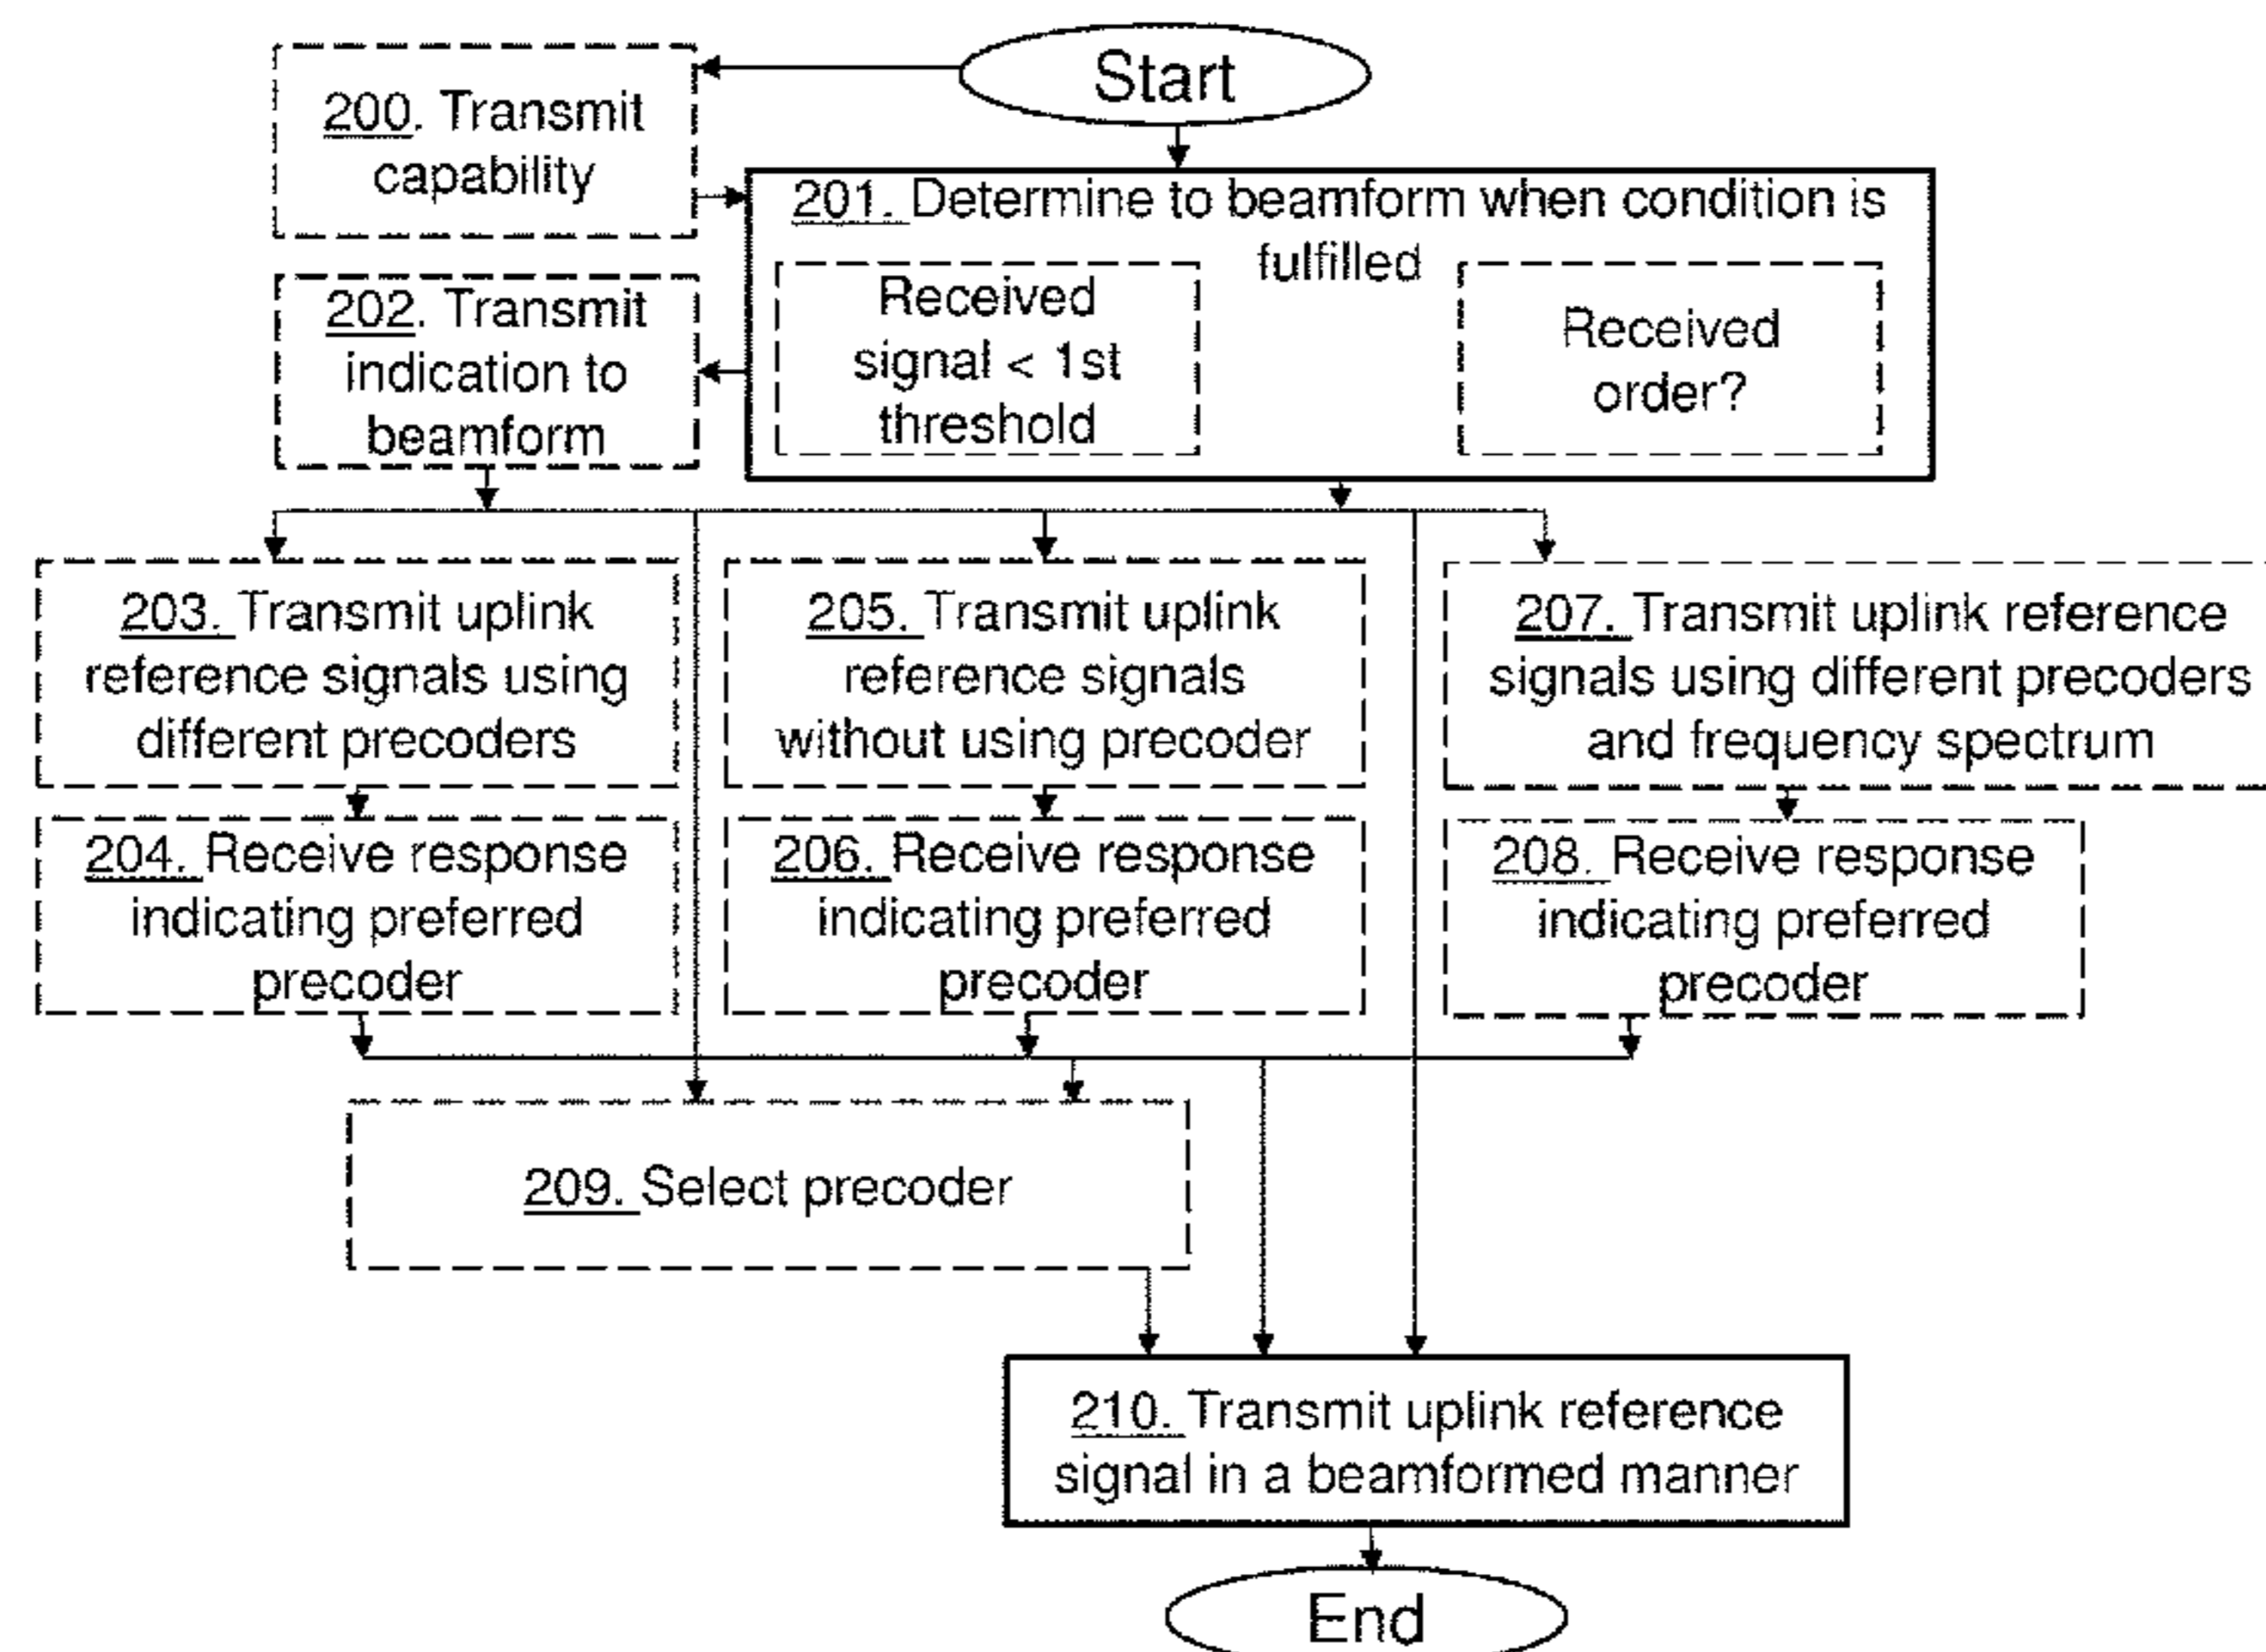 Start
200. Transmit
capability
201. Determine to beamform when condition is
fulfilled
Received
signal < 1st
threshold
Received
order?
202. Transmit
indication to
beamform
203. Transmit uplink
reference signals using
different precoders
205. Transmit uplink
reference signals
without using precoder
207. Transmit uplink reference
signals using different precoders
and frequency spectrum
204. Receive response
indicating preferred
precoder
206. Receive response
indicating preferred
precoder
208. Receive response
indicating preferred
precoder
209. Select precoder
210. Transmit uplink reference
signal in a beamformed manner
End